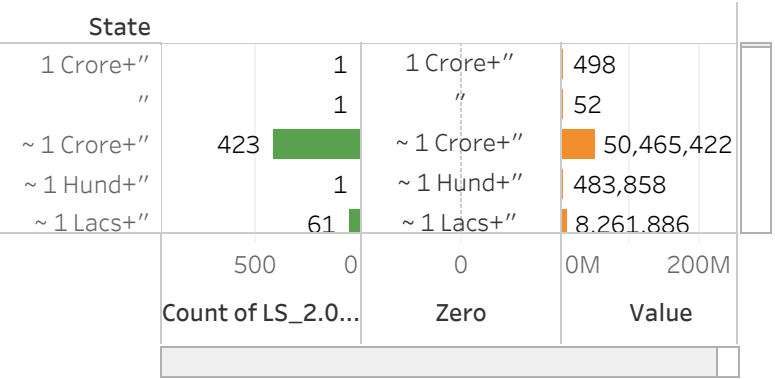 State
1 Crore+” 1 1 Crore+” 498
” 1 ” 52
~ 1 Crore+” 423 ~ 1 Crore+” 50,465,422
~ 1 Hund+” 1 ~ 1 Hund+” 483,858
~ 1 Lacs+” 61 ~ 1 Lacs+” 8,261,886
500 0 0 0M 200M
Count of LS_2.0... Zero Value